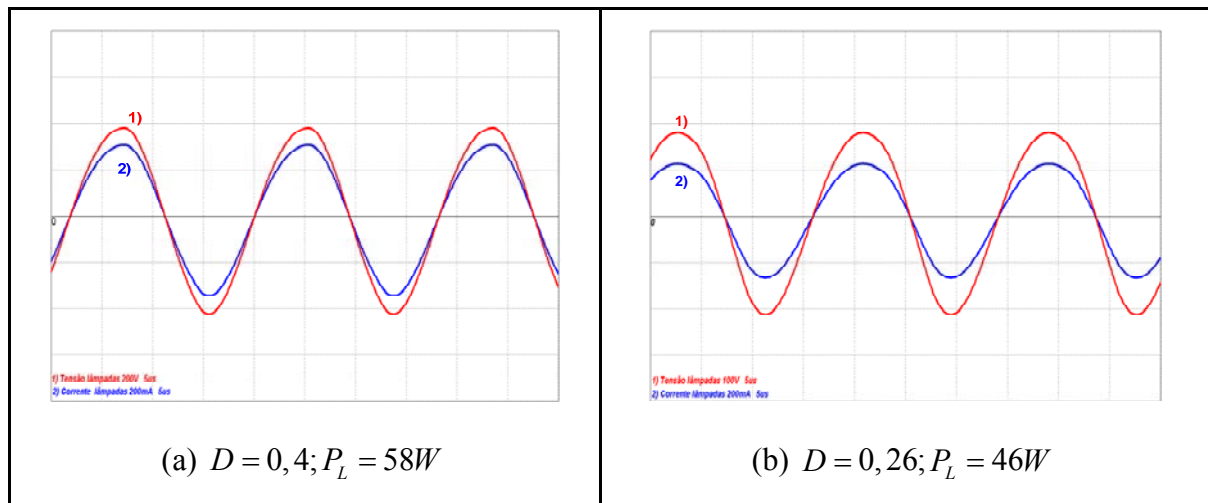 1)
2)
0
1) Tensão lâmpadas 200V 5us
2) Corrente lâmpadas 200mA 5us
(a) D = 0,4; P_L = 58W
1)
2)
0
1) Tensão lâmpadas 100V 5us
2) Corrente lâmpadas 200mA 5us
(b) D = 0,26; P_L = 46W